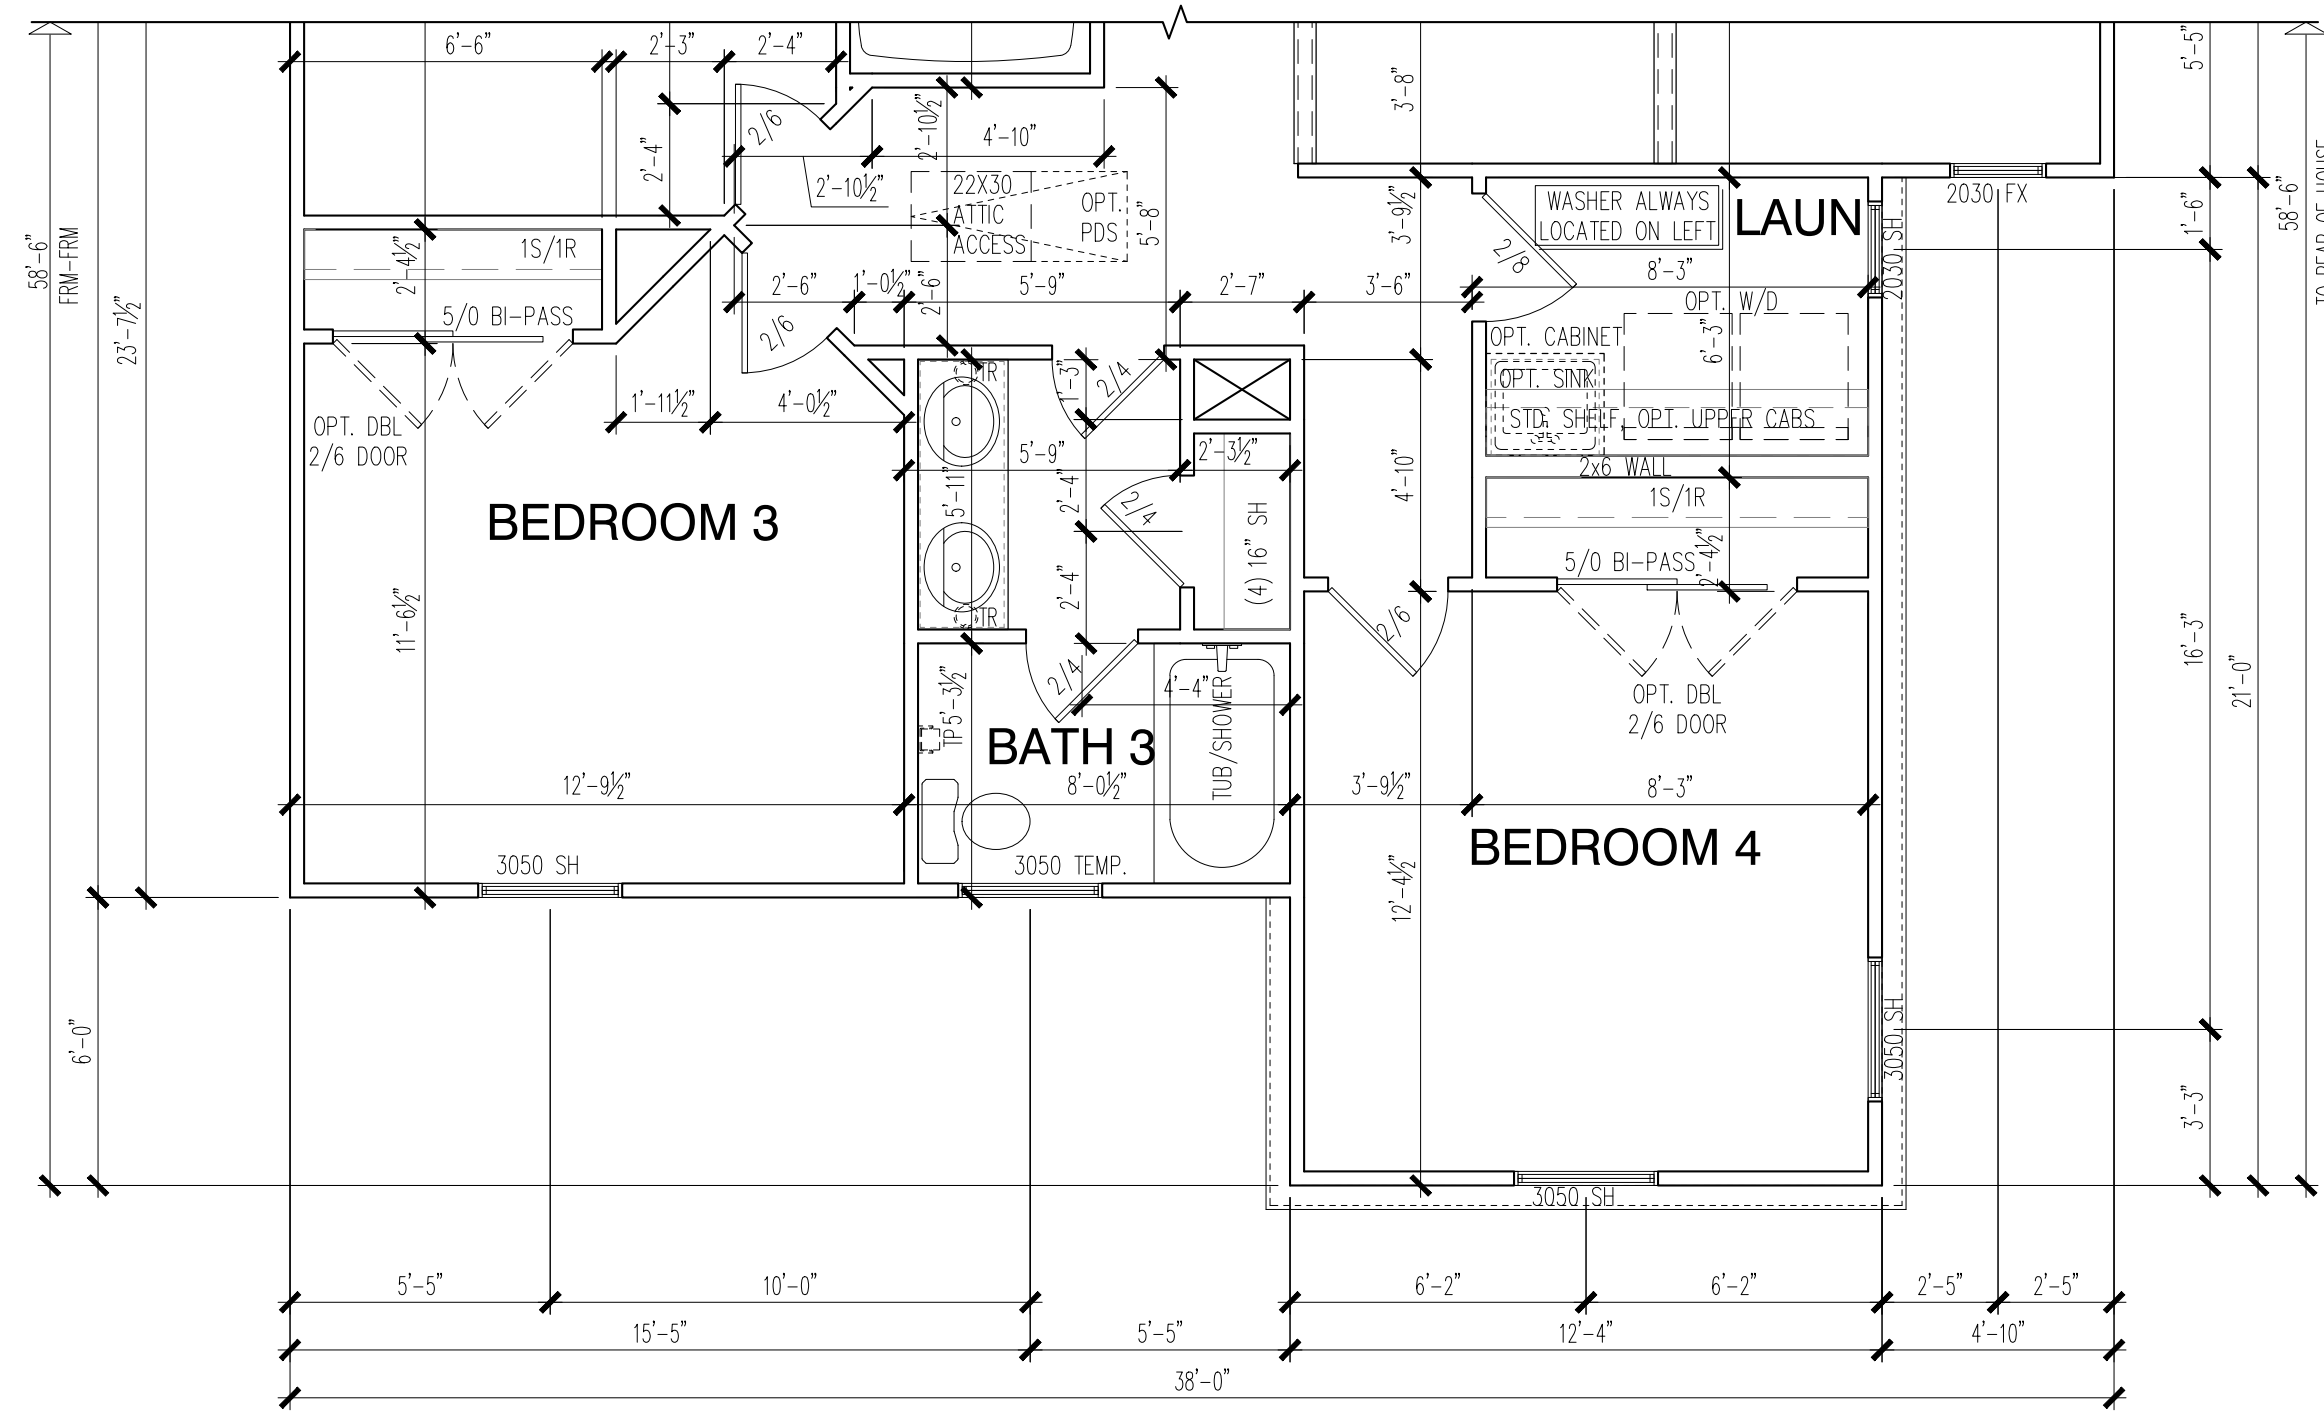 6'-6"
2'-3"
2'-4"
3'-8"
5'-5"
58'-6"
FRM-FRM
23'-7½"
2'-4"
2/6
2'-10½"
4'-10"
2'-10½"
22X30
ATTIC
ACCESS
OPT.
PDS
5'-8"
3'-9½"
WASHER ALWAYS
LOCATED ON LEFT
LAUN
2030 SH
2030 FX
1'-6"
58'-6"
TO REAR OF HOUSE
1S/1R
2'-4½"
5/0 BI-PASS
2'-6"
1'-0½"
2'-6"
5'-9"
2'-7"
3'-6"
2/8
8'-3"
OPT. W/D
6'-3"
OPT. CABINET
OPT. SINK
STD. SHELF, OPT. UPPER CABS
2x6 WALL
2/6
1'-11½"
4'-0½"
OPT. DBL
2/6 DOOR
TR
1'-3"
2/4
5'-9"
2'-3½"
5'-11"
2'-4"
2/4
4'-10"
1S/1R
(4) 16" SH
5/0 BI-PASS
2'-4½"
BEDROOM 3
11'-6½"
2'-4"
TR
2/6
16'-3"
21'-0"
2/4
4'-4"
TP
5'-3½"
TUB/SHOWER
OPT. DBL
2/6 DOOR
BATH 3
12'-9½"
8'-0½"
3'-9½"
8'-3"
BEDROOM 4
3050 SH
3050 TEMP.
12'-4½"
6'-0"
3050 SH
3'-3"
3050 SH
5'-5"
10'-0"
6'-2"
6'-2"
2'-5"
2'-5"
15'-5"
5'-5"
12'-4"
4'-10"
38'-0"